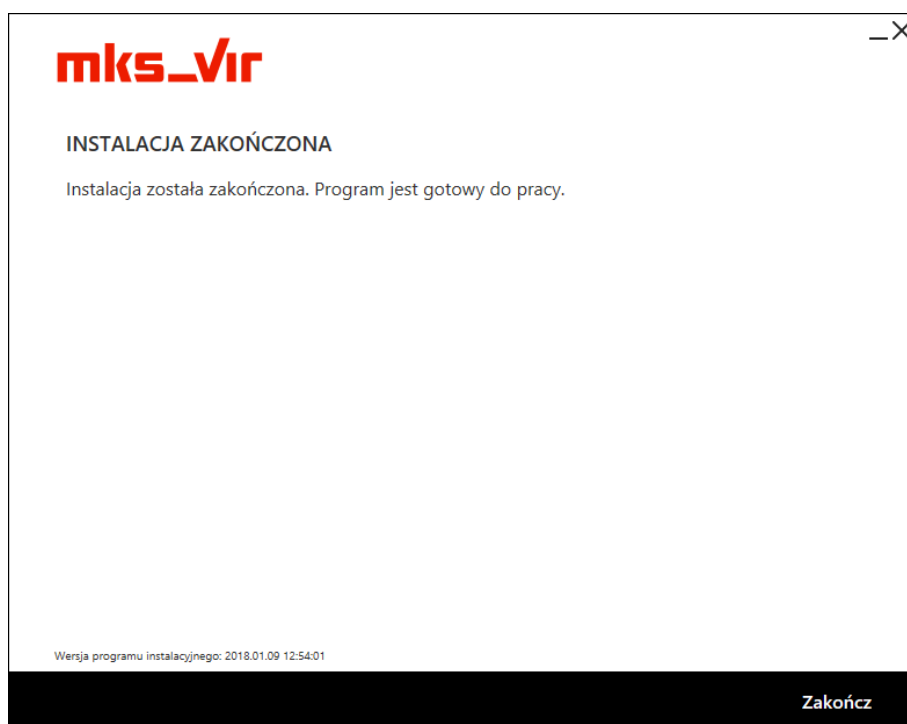 mks_vir
INSTALACJA ZAKOŃCZONA
Instalacja została zakończona. Program jest gotowy do pracy.
Wersja programu instalacyjnego: 2018.01.09 12:54:01
Zakończ